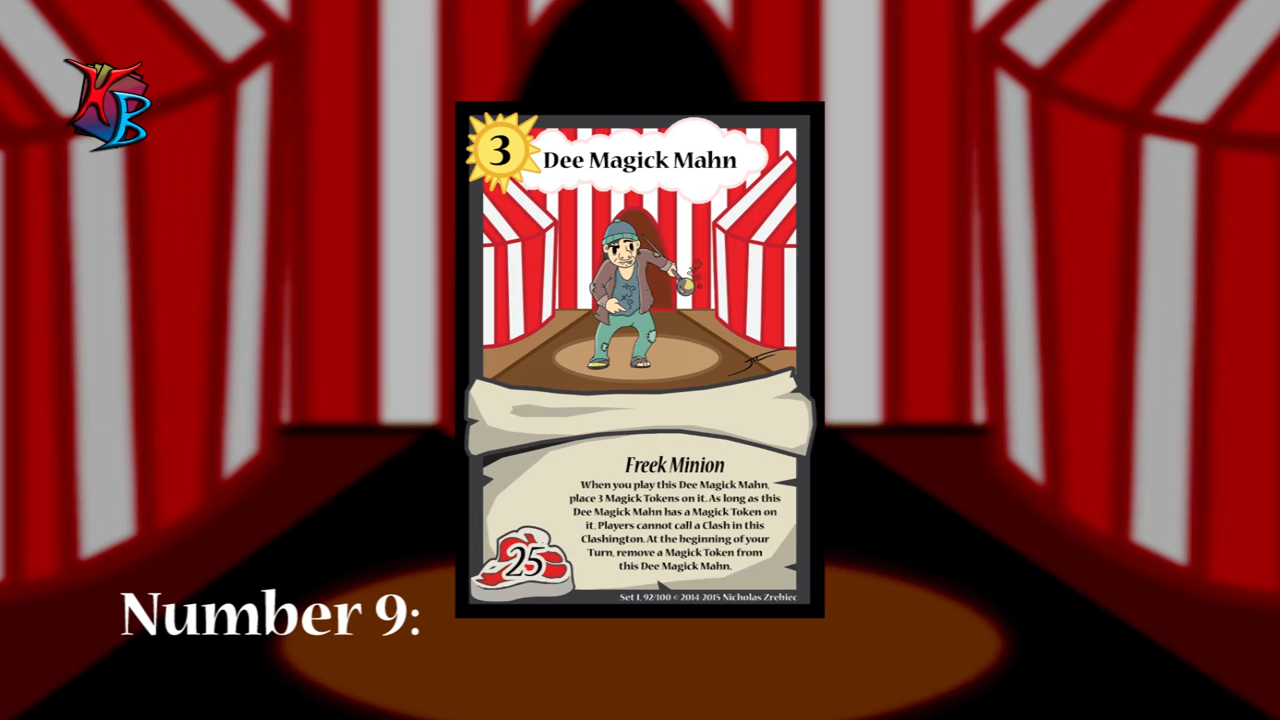 KB
3
Dee Magick Mahn
Freek Minion
When you play this Dee Magick Mahn,
place 3 Magick Tokens on it. As long as this
Dee Magick Mahn has a Magick Token on
it, Players cannot call a Clash in this
Clashington. At the beginning of your
Turn, remove a Magick Token from
this Dee Magick Mahn.
25
Set 1, 92/100 © 2014 2015 Nicholas Zrebiec
Number 9: